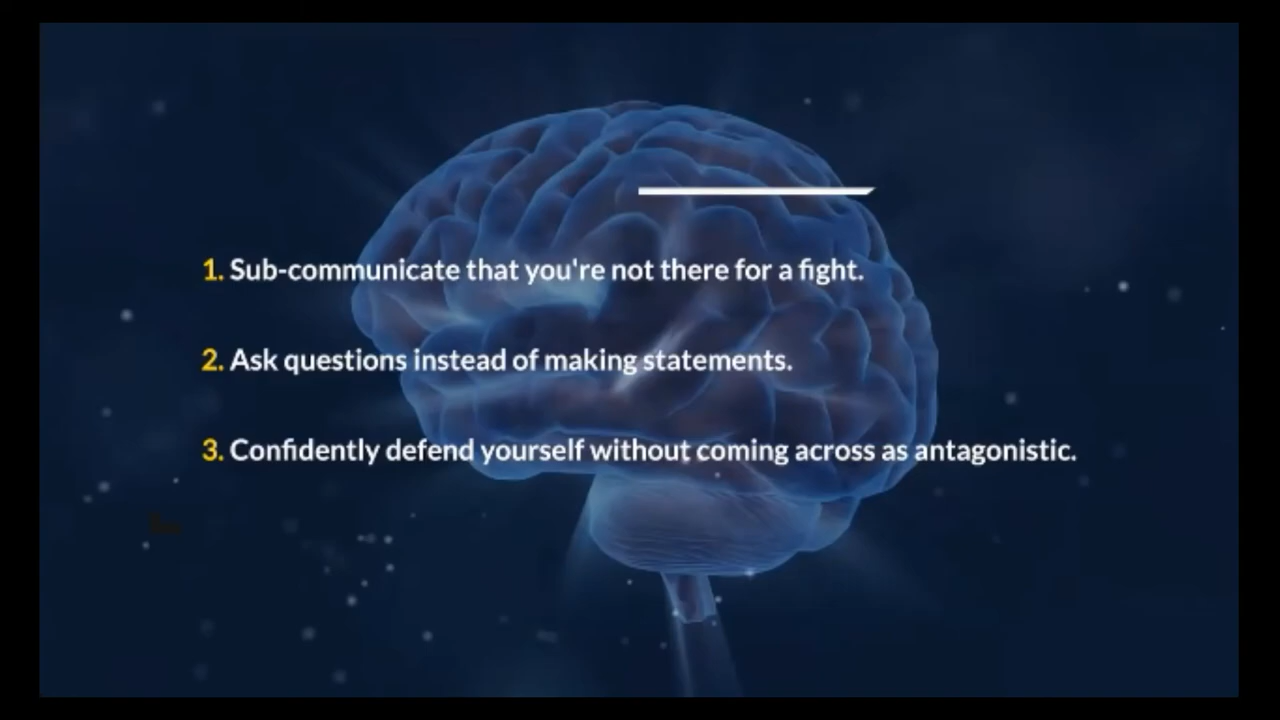 1. Sub-communicate that you're not there for a fight.
2. Ask questions instead of making statements.
3. Confidently defend yourself without coming across as antagonistic.